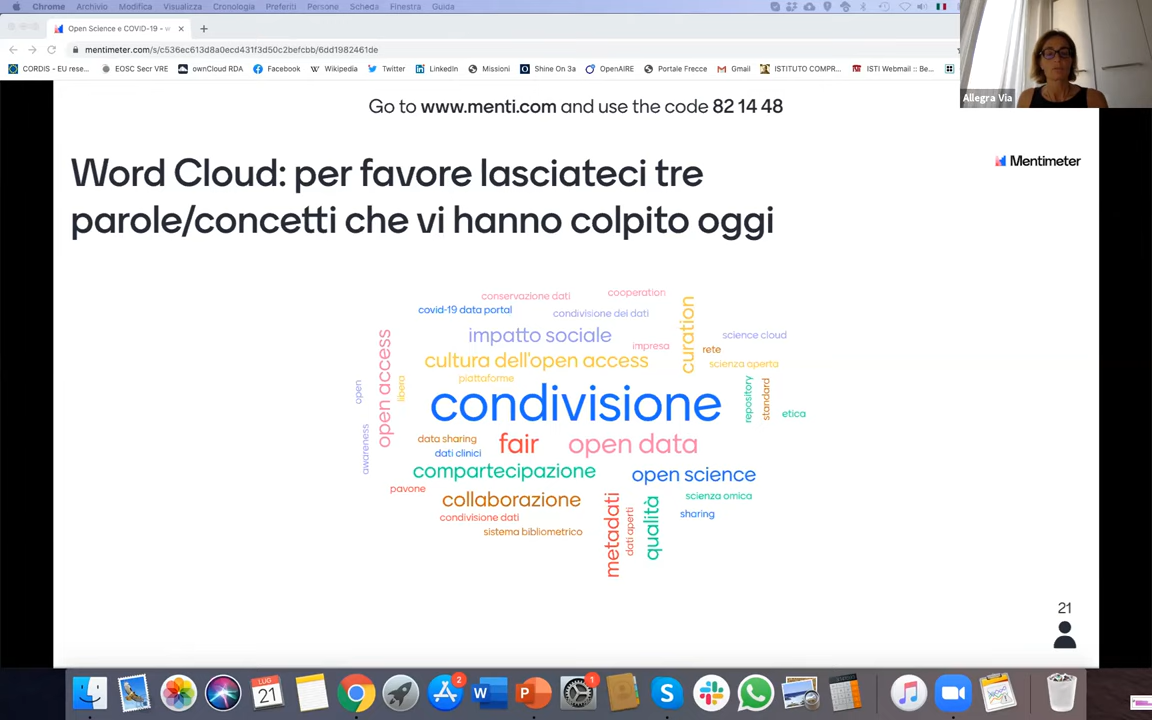 Chrome Archivio Modifica Visualizza Cronologia Preferiti Persone Scheda Finestra Guida
Open Science e COVID-19 - w
mentimeter.com/s/c536ec613d8a0ecd431f3d50c2befcbb/6dd1982461de
CORDIS - EU rese... EOSC Secr VRE ownCloud RDA Facebook Wikipedia Twitter LinkedIn Missioni Shine On 3a OpenAIRE Portale Frecce Gmail ISTITUTO COMPR... ISTI Webmail :: Be...
Allegra Via
Go to www.menti.com and use the code 82 14 48
Mentimeter
Word Cloud: per favore lasciateci tre
parole/concetti che vi hanno colpito oggi
conservazione dati
cooperation
covid-19 data portal
condivisione dei dati
curation
impatto sociale
science cloud
impresa
rete
open access
cultura dell'open access
scienza aperta
libera
piattaforme
open
condivisione
repository
standard
etica
awareness
data sharing
fair
open data
dati clinici
compartecipazione
open science
pavone
collaborazione
metadati
dati aperti
qualità
scienza omica
condivisione dati
sharing
sistema bibliometrico
21
LUG
21
2
W
P
1
S